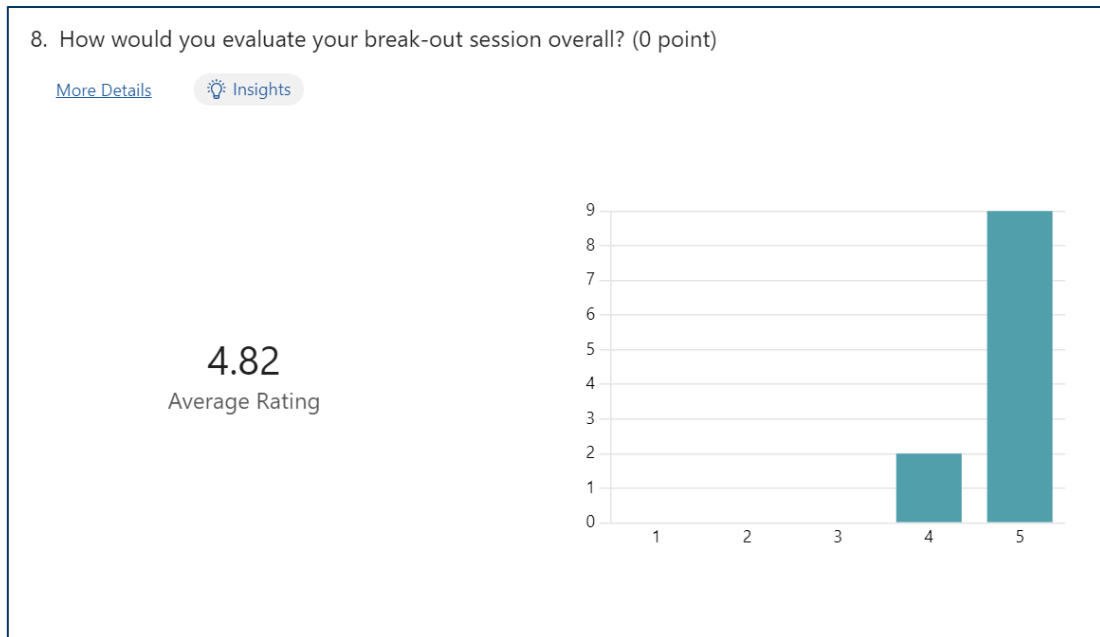 8. How would you evaluate your break-out session overall? (0 point)
More Details
Insights
4.82
Average Rating
9
8
7
6
5
4
3
2
1
0
1 2 3 4 5